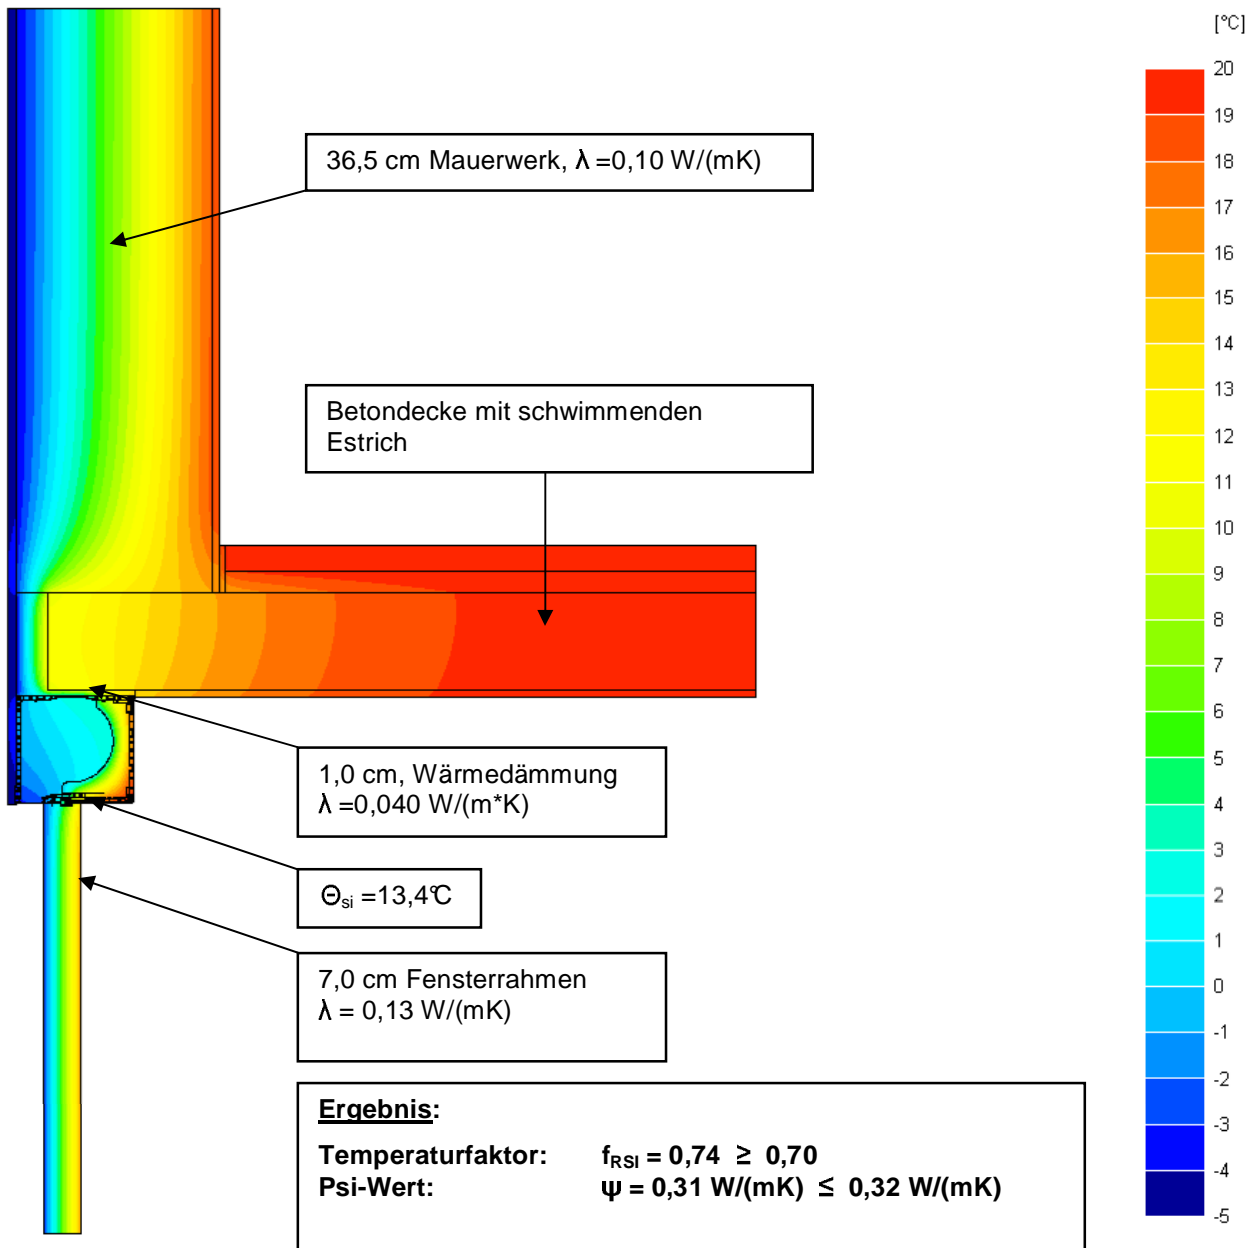 [°C]
20
19
18
17
16
15
14
13
12
11
10
9
8
7
6
5
4
3
2
1
0
-1
-2
-3
-4
-5
36,5 cm Mauerwerk, λ =0,10 W/(mK)
Betondecke mit schwimmenden
Estrich
1,0 cm, Wärmedämmung
λ =0,040 W/(m*K)
Θsi =13,4°C
7,0 cm Fensterrahmen
λ = 0,13 W/(mK)
Ergebnis:
Temperaturfaktor: fRSI = 0,74 ≥ 0,70
Psi-Wert: ψ = 0,31 W/(mK) ≤ 0,32 W/(mK)